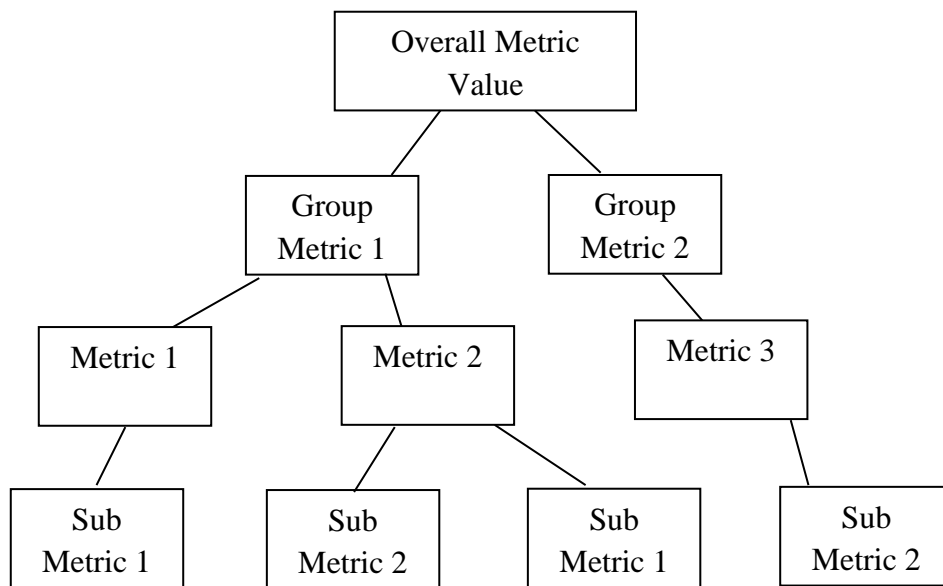 Overall Metric
Value
Group
Metric 1
Group
Metric 2
Metric 1
Metric 2
Metric 3
Sub
Metric 1
Sub
Metric 2
Sub
Metric 1
Sub
Metric 2